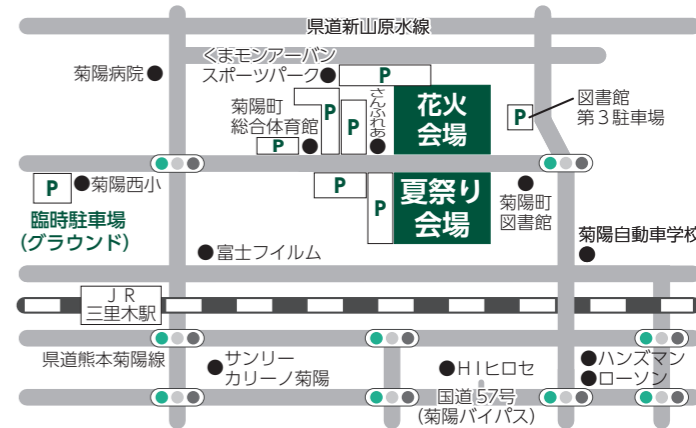 県道新山原水線
くまモンアーバン
スポーツパーク
P
菊陽病院
さんふれあ
花火
会場
菊陽町
総合体育館
P
P
P
P
図書館
第3駐車場
P
菊陽西小
臨時駐車場
(グラウンド)
P
P
夏祭り
会場
菊陽町
図書館
菊陽自動車学校
富士フイルム
JR
三里木駅
県道熊本菊陽線
サンリー
カリーノ菊陽
HIヒロセ
国道57号
(菊陽バイパス)
ハンズマン
ローソン